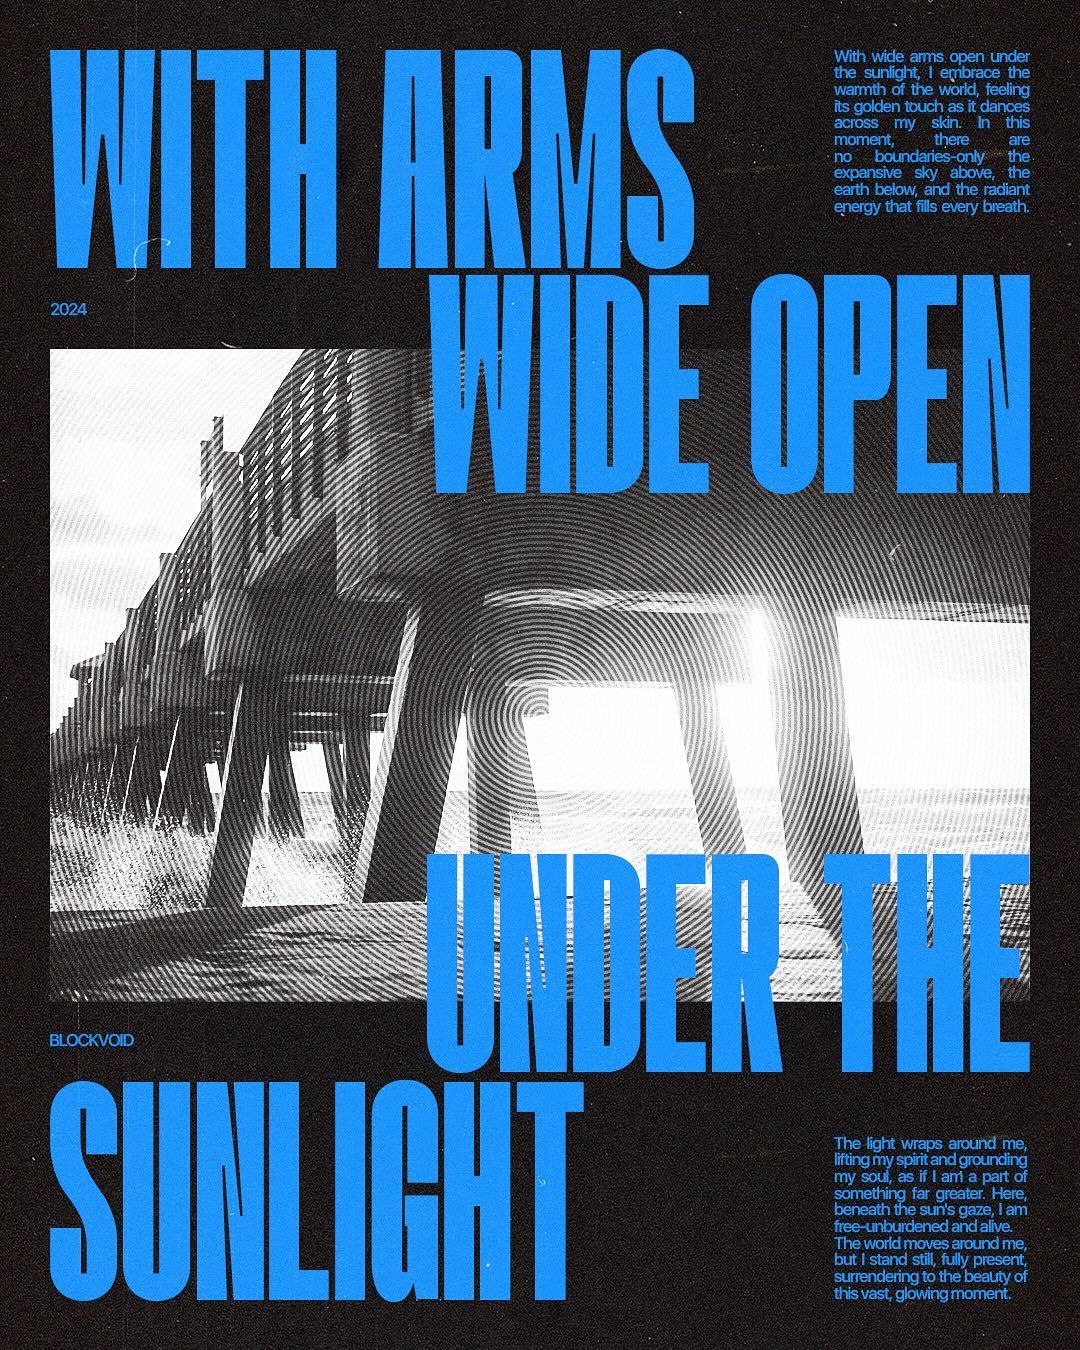 WITH ARMS
With wide arms open under
the sunlight, I embrace the
warmth of the world, feeling
its golden touch as it dances
across my skin. In this
moment, there are
no boundaries-only the
expansive sky above, the
earth below, and the radiant
energy that fills every breath.
WIDE OPEN
2024
UNDER THE
BLOCKVOID
SUNLIGHT
The light wraps around me,
lifting my spirit and grounding
my soul, as if I am a part of
something far greater. Here,
beneath the sun's gaze, I am
free-unburdened and alive.
The world moves around me,
but I stand still, fully present,
surrendering to the beauty of
this vast, glowing moment.